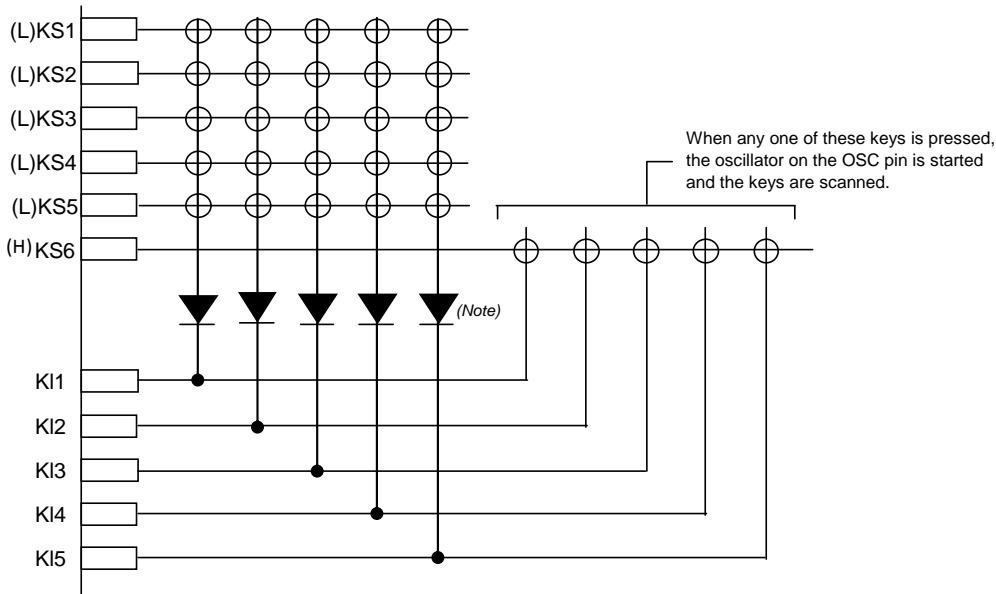 (L)KS1
(L)KS2
(L)KS3
(L)KS4
(L)KS5
(H)KS6
When any one of these keys is pressed,
the oscillator on the OSC pin is started
and the keys are scanned.
(Note)
KI1
KI2
KI3
KI4
KI5